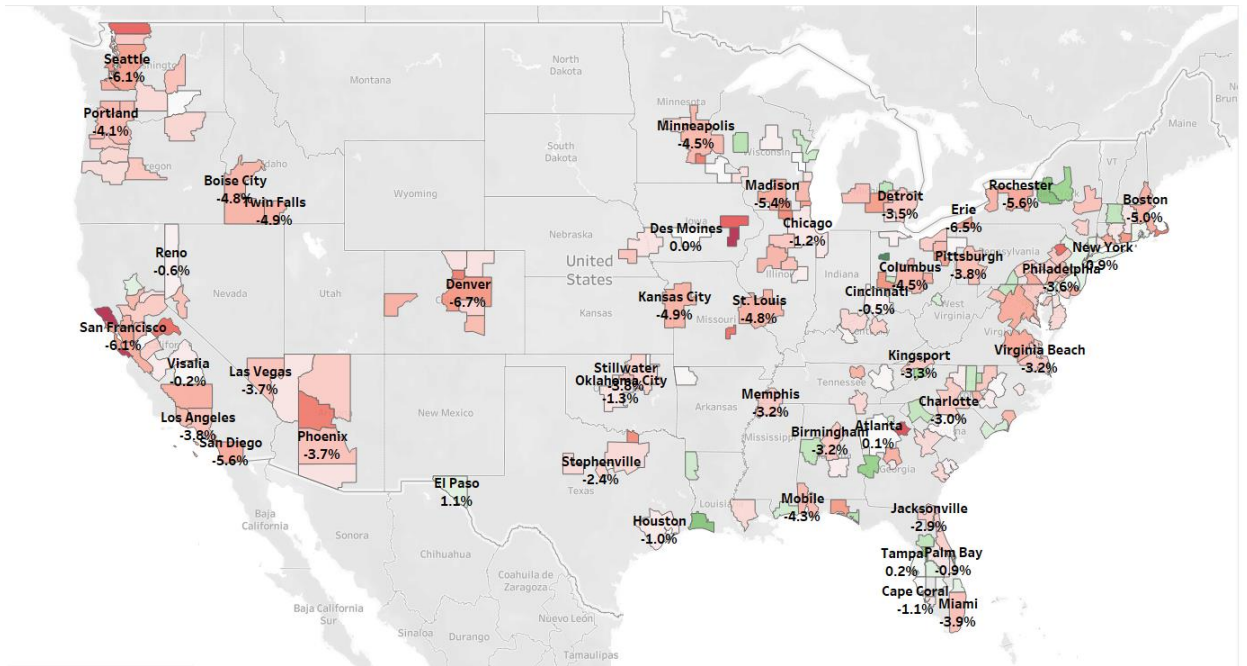 Seattle
-6.1%
Portland
-4.1%
Boise City
-4.8%
Twin Falls
-4.9%
Montana
North
Dakota
South
Dakota
Wyoming
Nebraska
Minnesota
Minneapolis
-4.5%
Wisconsin
Madison
-5.4%
Chicago
-1.2%
Detroit
-3.5%
Rochester
-5.6%
Erie
-6.5%
Boston
-5.0%
VT
Maine
New York
-0.9%
Philadelphia
-3.6%
Pittsburgh
-3.8%
Columbus
-4.5%
Cincinnati
-0.5%
Indiana
West
Virginia
Des Moines
0.0%
United
States
Reno
-0.6%
Nevada
Utah
Denver
-6.7%
Kansas
Kansas City
-4.9%
St. Louis
-4.8%
San Francisco
-6.1%
Visalia
-0.2%
Las Vegas
-3.7%
Los Angeles
-3.8%
San Diego
-5.6%
Phoenix
-3.7%
New Mexico
Stillwater
-3.8%
Oklahoma City
-1.3%
Arkansas
Memphis
-3.2%
Tennessee
Kingsport
-3.3%
Virginia Beach
-3.2%
Charlotte
-3.0%
Atlanta
0.1%
Birmingham
-3.2%
Mississippi
Georgia
El Paso
1.1%
Stephenville
-2.4%
Texas
Houston
-1.0%
Louisiana
Mobile
-4.3%
Jacksonville
-2.9%
Tampa
0.2%
Palm Bay
-0.9%
Cape Coral
-1.1%
Miami
-3.9%
Baja
California
Sonora
Chihuahua
Coahuila de
Zaragoza
Baja California
Sur
Sinaloa
Durango
Nuevo León
Tamaulipas